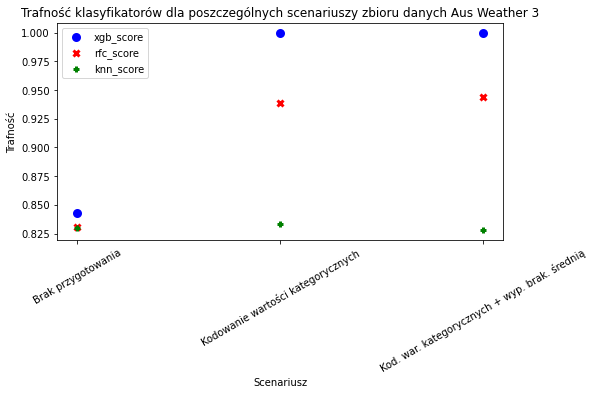 Trafność klasyfikatorów dla poszczególnych scenariuszy zbioru danych Aus Weather 3
xgb_score
rfc_score
knn_score
Trafność
1.000
0.975
0.950
0.925
0.900
0.875
0.850
0.825
Brak przygotowania
Kodowanie wartości kategorycznych
Kod. war. kategorycznych + wyp. brak. średnią
Scenariusz